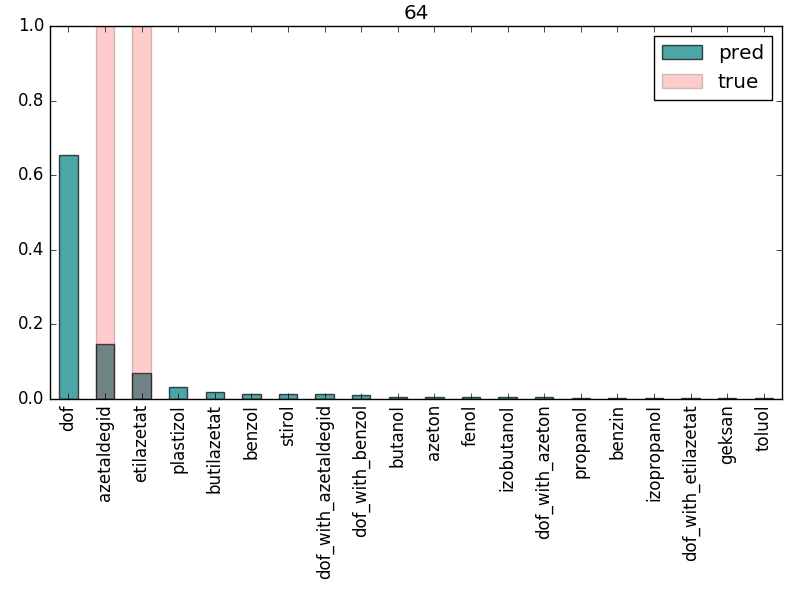 64
1.0
0.8
0.6
0.4
0.2
0.0
pred
true
dof
azetaldegid
etilazetat
plastizol
butilazetat
benzol
stirol
dof_with_azetaldegid
dof_with_benzol
butanol
azeton
fenol
izobutanol
dof_with_azeton
propanol
benzin
izopropanol
dof_with_etilazetat
geksan
toluol